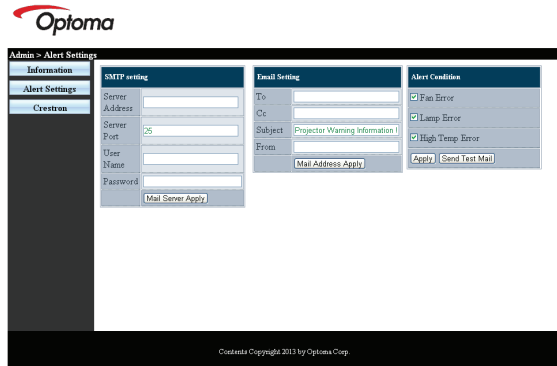 Optoma
Admin > Alert Settings
Information
Alert Settings
Crestron
SMTP setting
Server Address
Server Port
25
User Name
Password
Mail Server Apply
Email Setting
To
Cc
Subject
Projector Warning Information
From
Mail Address Apply
Alert Condition
Fan Error
Lamp Error
High Temp Error
Apply
Send Test Mail
Contents Copyright 2013 by Optoma Corp.